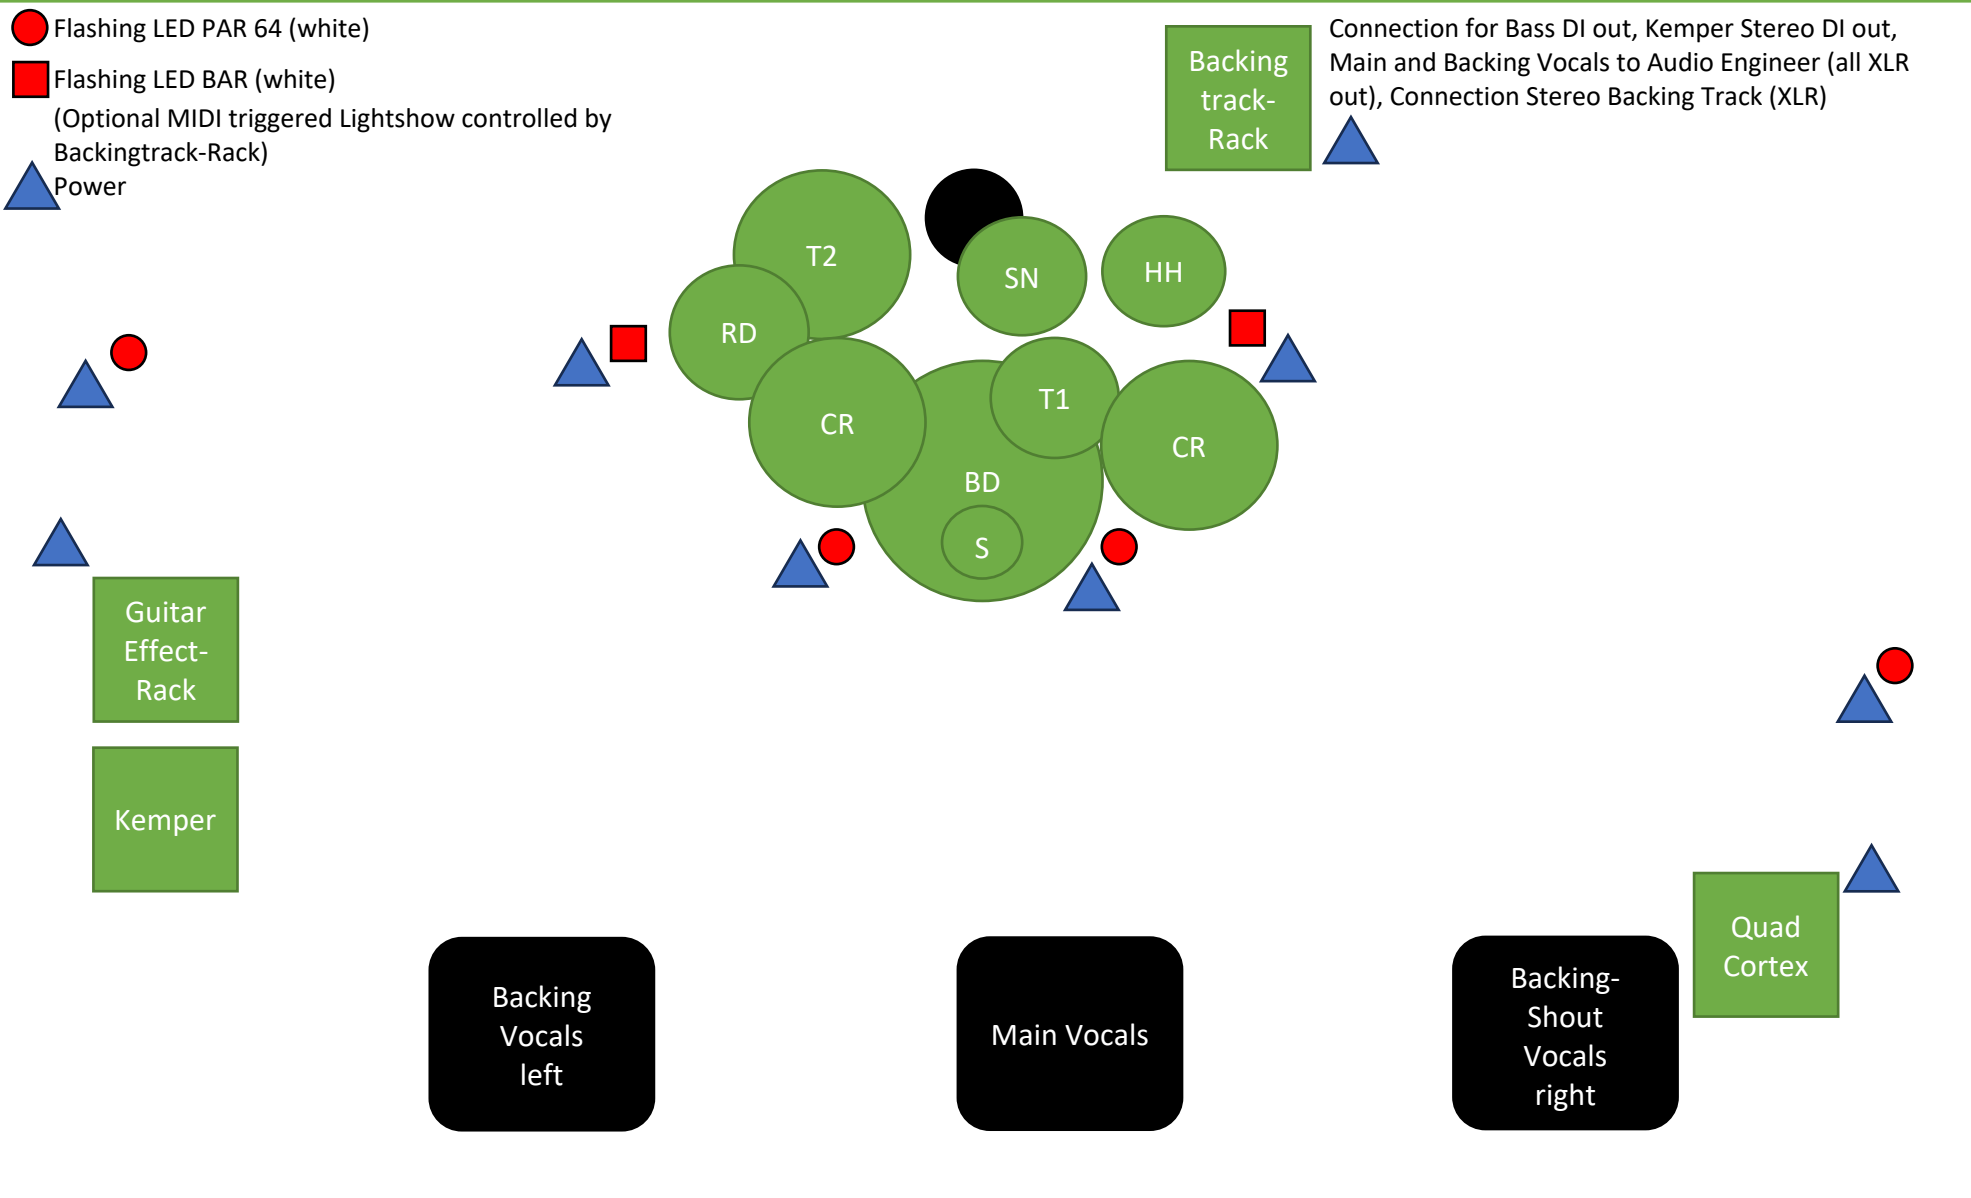 Flashing LED PAR 64 (white)
Flashing LED BAR (white)
(Optional MIDI triggered Lightshow controlled by
Backingtrack-Rack)
Power
Backing
track-
Rack
Connection for Bass DI out, Kemper Stereo DI out,
Main and Backing Vocals to Audio Engineer (all XLR
out), Connection Stereo Backing Track (XLR)
T2
SN
HH
RD
CR
T1
CR
BD
S
Guitar
Effect-
Rack
Kemper
Quad
Cortex
Backing
Vocals
left
Main Vocals
Backing-
Shout
Vocals
right